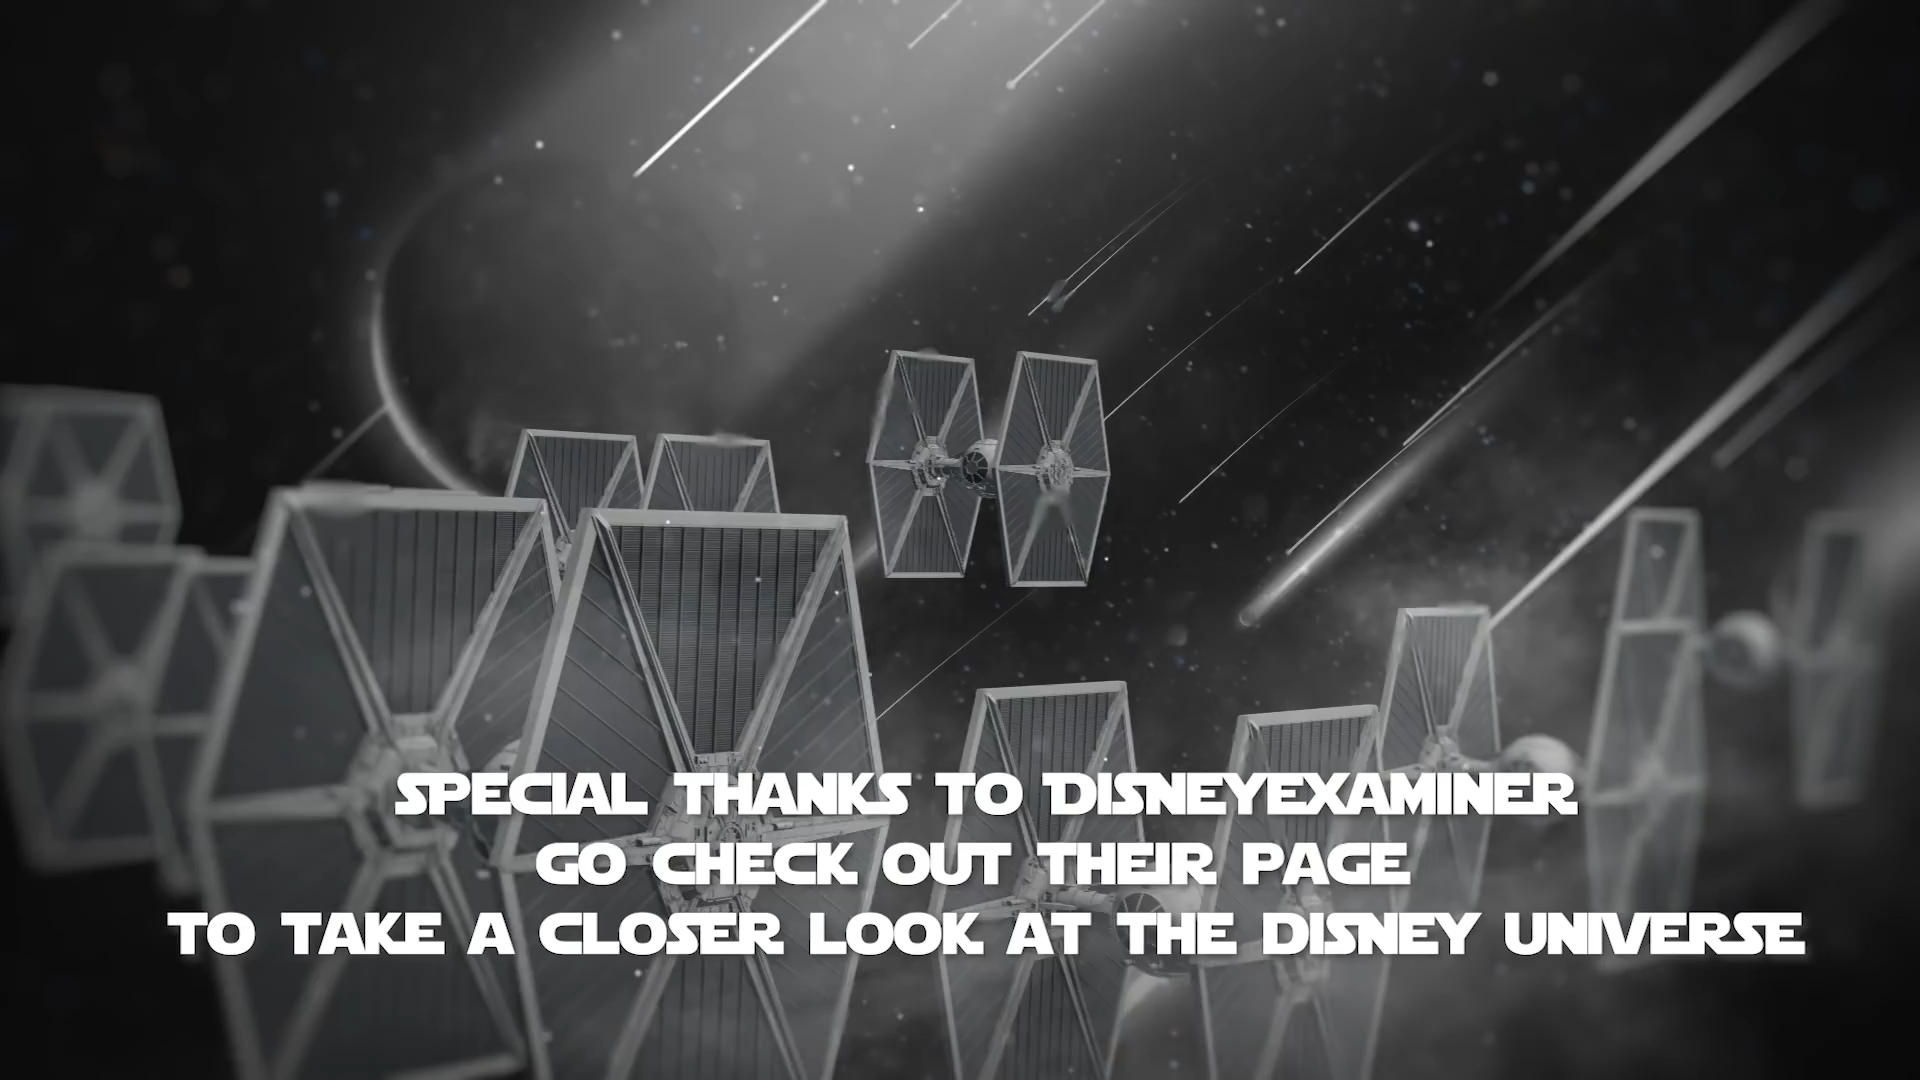 SPECIAL THANKS TO DISNEYEXAMINER
GO CHECK OUT THEIR PAGE
TO TAKE A CLOSER LOOK AT THE DISNEY UNIVERSE